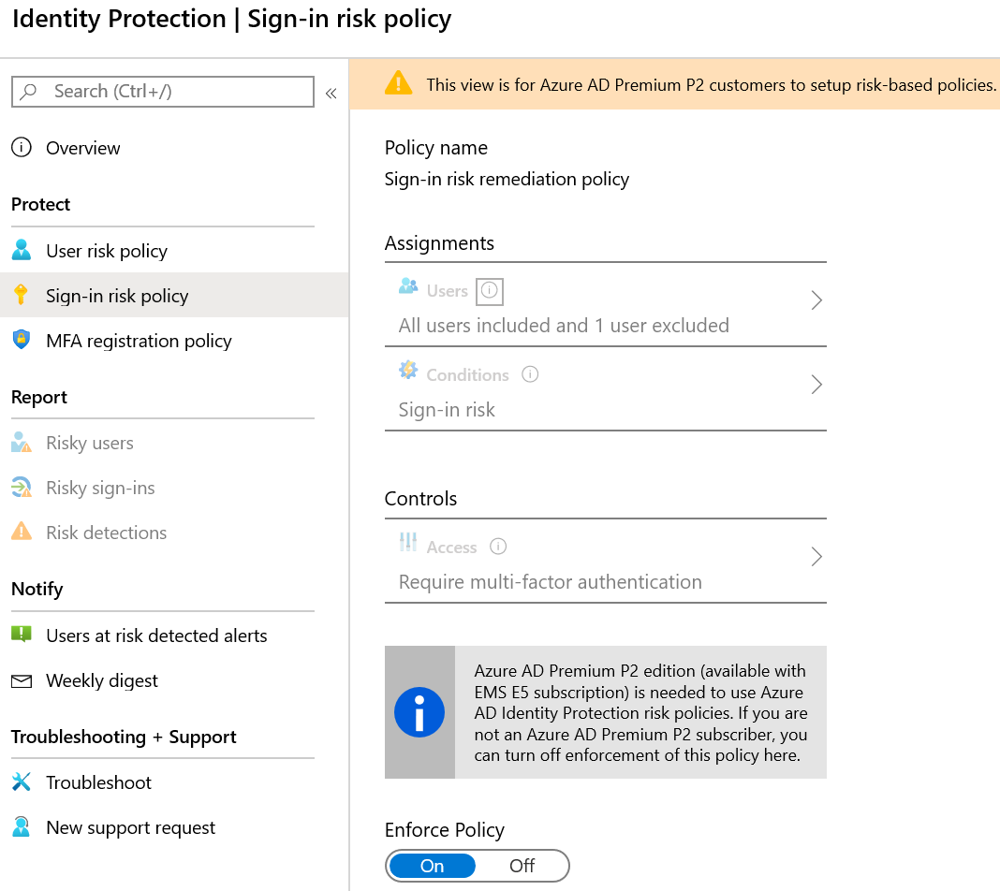 Identity Protection | Sign-in risk policy
Search (Ctrl+/)
«
Overview
Protect
User risk policy
Sign-in risk policy
MFA registration policy
Report
Risky users
Risky sign-ins
Risk detections
Notify
Users at risk detected alerts
Weekly digest
Troubleshooting + Support
Troubleshoot
New support request
This view is for Azure AD Premium P2 customers to setup risk-based policies.
Policy name
Sign-in risk remediation policy
Assignments
Users
All users included and 1 user excluded
Conditions
Sign-in risk
Controls
Access
Require multi-factor authentication
Azure AD Premium P2 edition (available with
EMS E5 subscription) is needed to use Azure
AD Identity Protection risk policies. If you are
not an Azure AD Premium P2 subscriber, you
can turn off enforcement of this policy here.
Enforce Policy
On Off